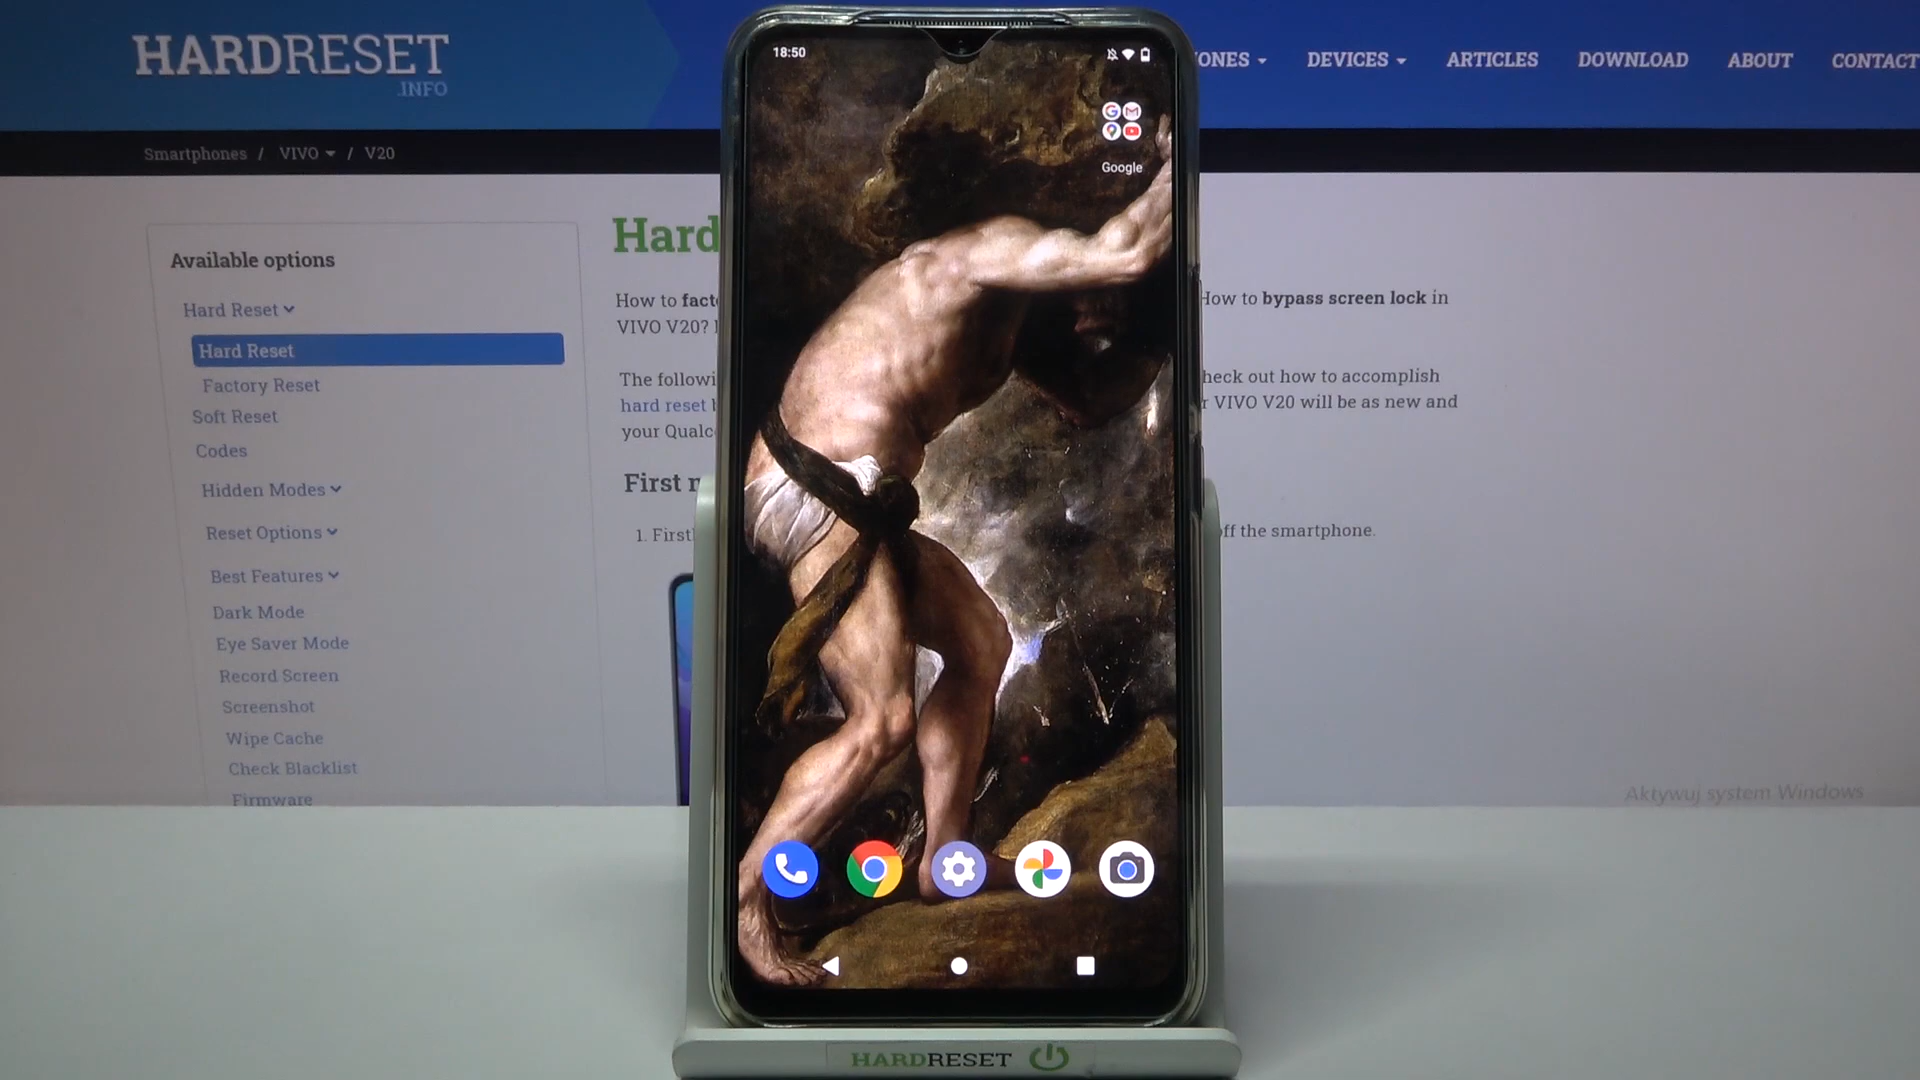 HARDRESET
.INFO
ONES
DEVICES
ARTICLES
DOWNLOAD
ABOUT
CONTACT
Smartphones / VIVO / V20
18:50
Google
Available options
Hard Reset
Hard Reset
Factory Reset
Soft Reset
Codes
Hidden Modes
Reset Options
Best Features
Dark Mode
Eye Saver Mode
Record Screen
Screenshot
Wipe Cache
Check Blacklist
Firmware
Hard
How to fact
How to bypass screen lock in
VIVO V20?
The followi
heck out how to accomplish
hard reset
r VIVO V20 will be as new and
your Qualc
First
1. First
off the smartphone.
Aktywuj system Windows
HARDRESET